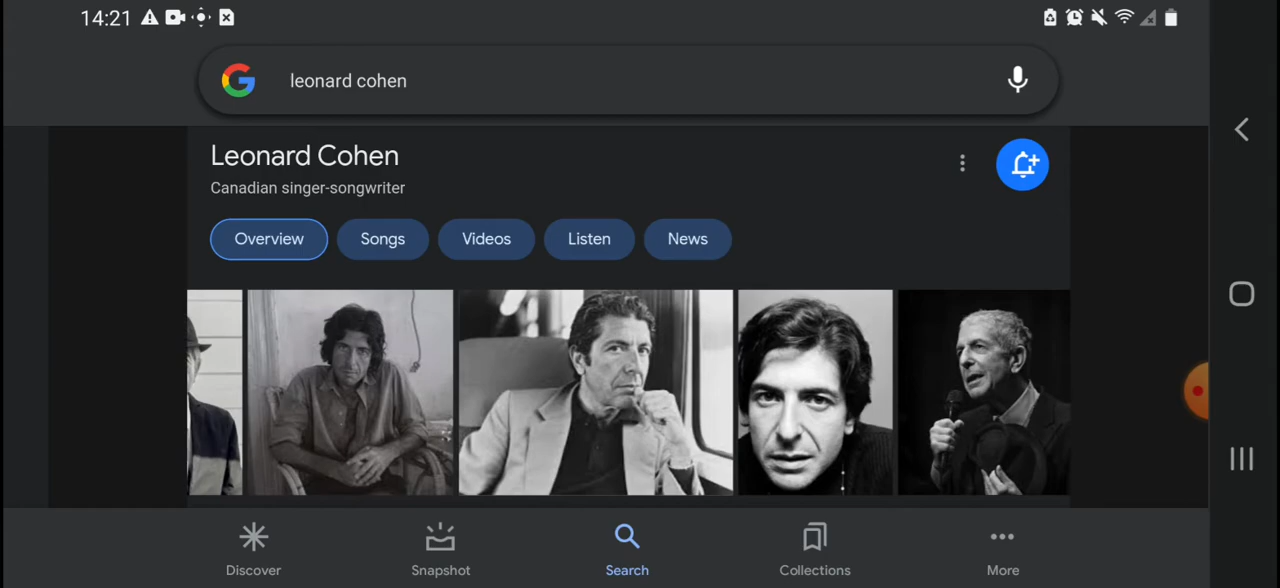 14:21
leonard cohen
Leonard Cohen
Canadian singer-songwriter
Overview Songs Videos Listen News
Discover Snapshot Search Collections More